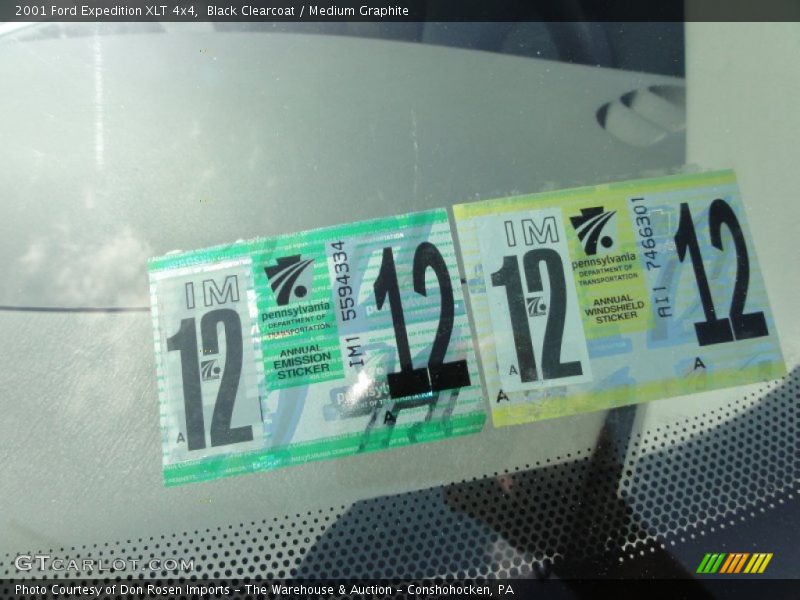 2001 Ford Expedition XLT 4x4, Black Clearcoat / Medium Graphite
IM
12
A
pennsylvania
DEPARTMENT OF
TRANSPORTATION
ANNUAL
EMISSION
STICKER
IM1 5594334
12
A
IM
12
A
A
pennsylvania
DEPARTMENT OF
TRANSPORTATION
ANNUAL
WINDSHIELD
STICKER
AI1 7466301
12
A
GTCARLOT.COM
Photo Courtesy of Don Rosen Imports - The Warehouse & Auction - Conshohocken, PA